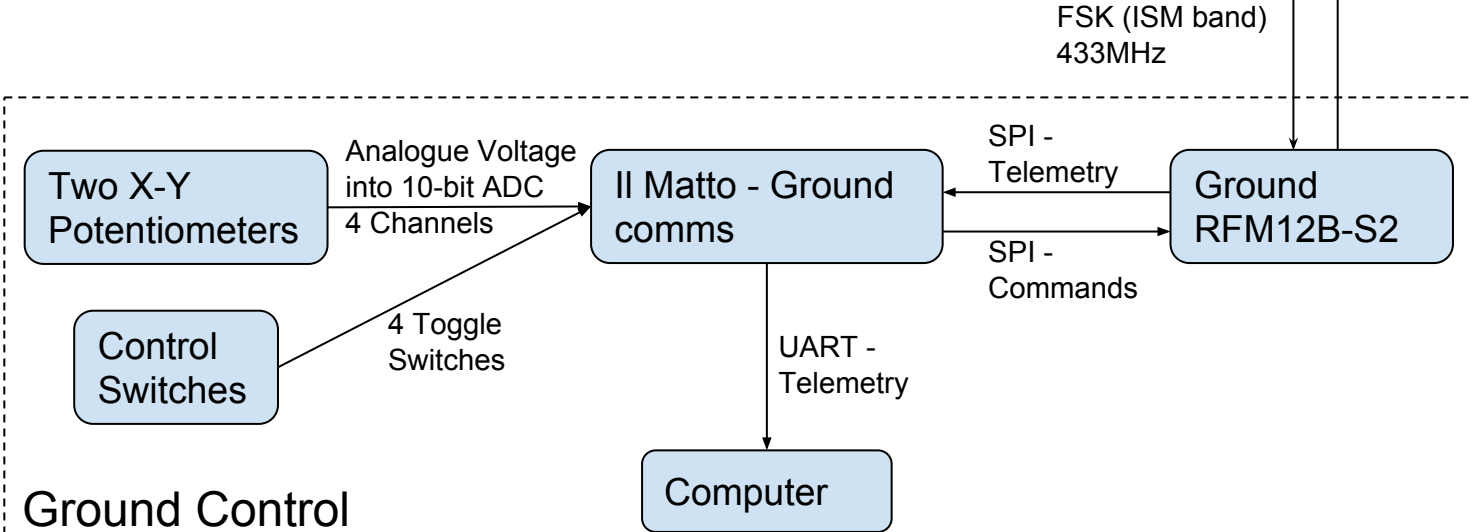 FSK (ISM band)
433MHz
Two X-Y
Potentiometers
Analogue Voltage
into 10-bit ADC
4 Channels
Il Matto - Ground
comms
SPI -
Telemetry
SPI -
Commands
Ground
RFM12B-S2
Control
Switches
4 Toggle
Switches
UART -
Telemetry
Computer
Ground Control